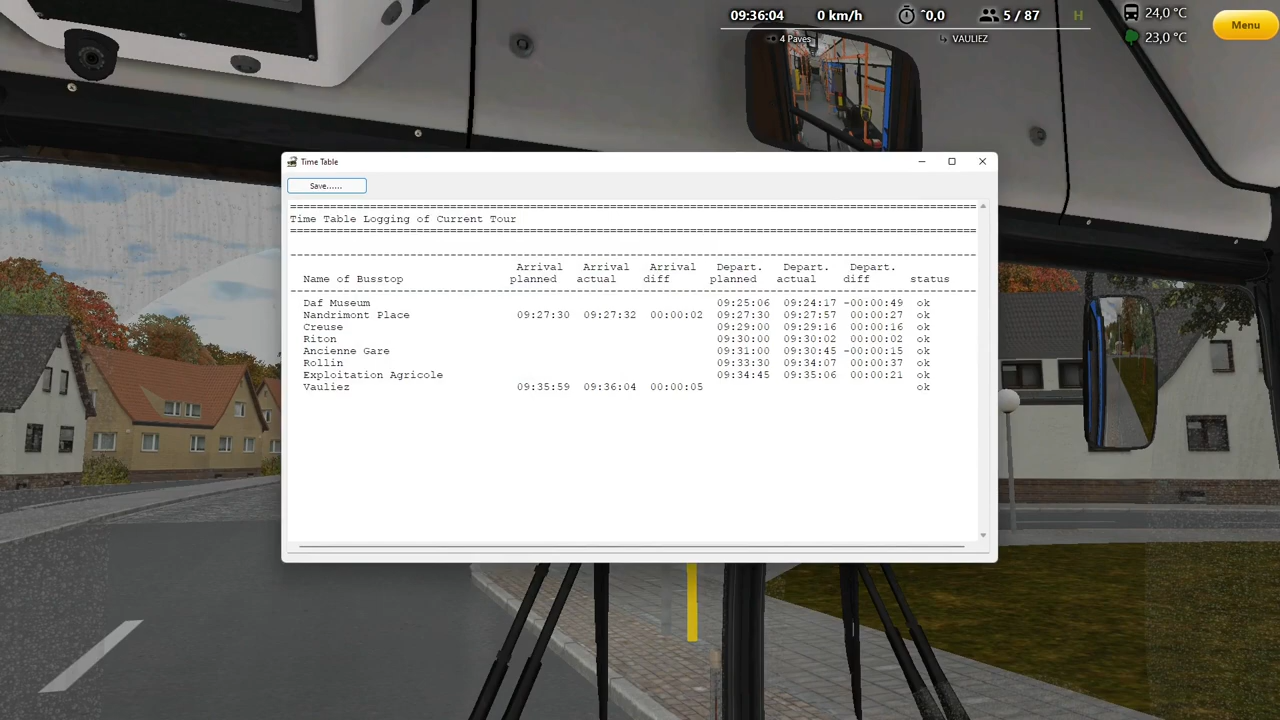 09:36:04 0 km/h ~0,0 5 / 87 H 24,0 °C
4 Paves VAULIEZ 23,0 °C
Menu
Time Table
Save......
Time Table Logging of Current Tour
Arrival Arrival Arrival Depart. Depart. Depart.
Name of Busstop planned actual diff planned actual diff status
Daf Museum 09:25:06 09:24:17 -00:00:49 ok
Nandrimont Place 09:27:30 09:27:32 00:00:02 09:27:30 09:27:57 00:00:27 ok
Creuse 09:29:00 09:29:16 00:00:16 ok
Riton 09:30:00 09:30:02 00:00:02 ok
Ancienne Gare 09:31:00 09:30:45 -00:00:15 ok
Rollin 09:33:30 09:34:07 00:00:37 ok
Exploitation Agricole 09:34:45 09:35:06 00:00:21 ok
Vauliez 09:35:59 09:36:04 00:00:05 ok